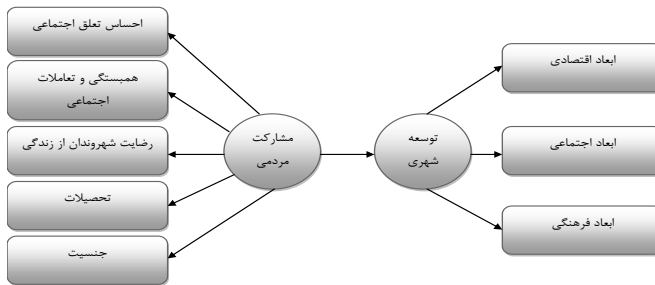 احساس تعلق اجتماعی
همبستگی و تعاملات
اجتماعی
رضایت شهروندان از زندگی
تحصیلات
جنسیت
مشارکت
مردمی
توسعه
شهری
ابعاد اقتصادی
ابعاد اجتماعی
ابعاد فرهنگی